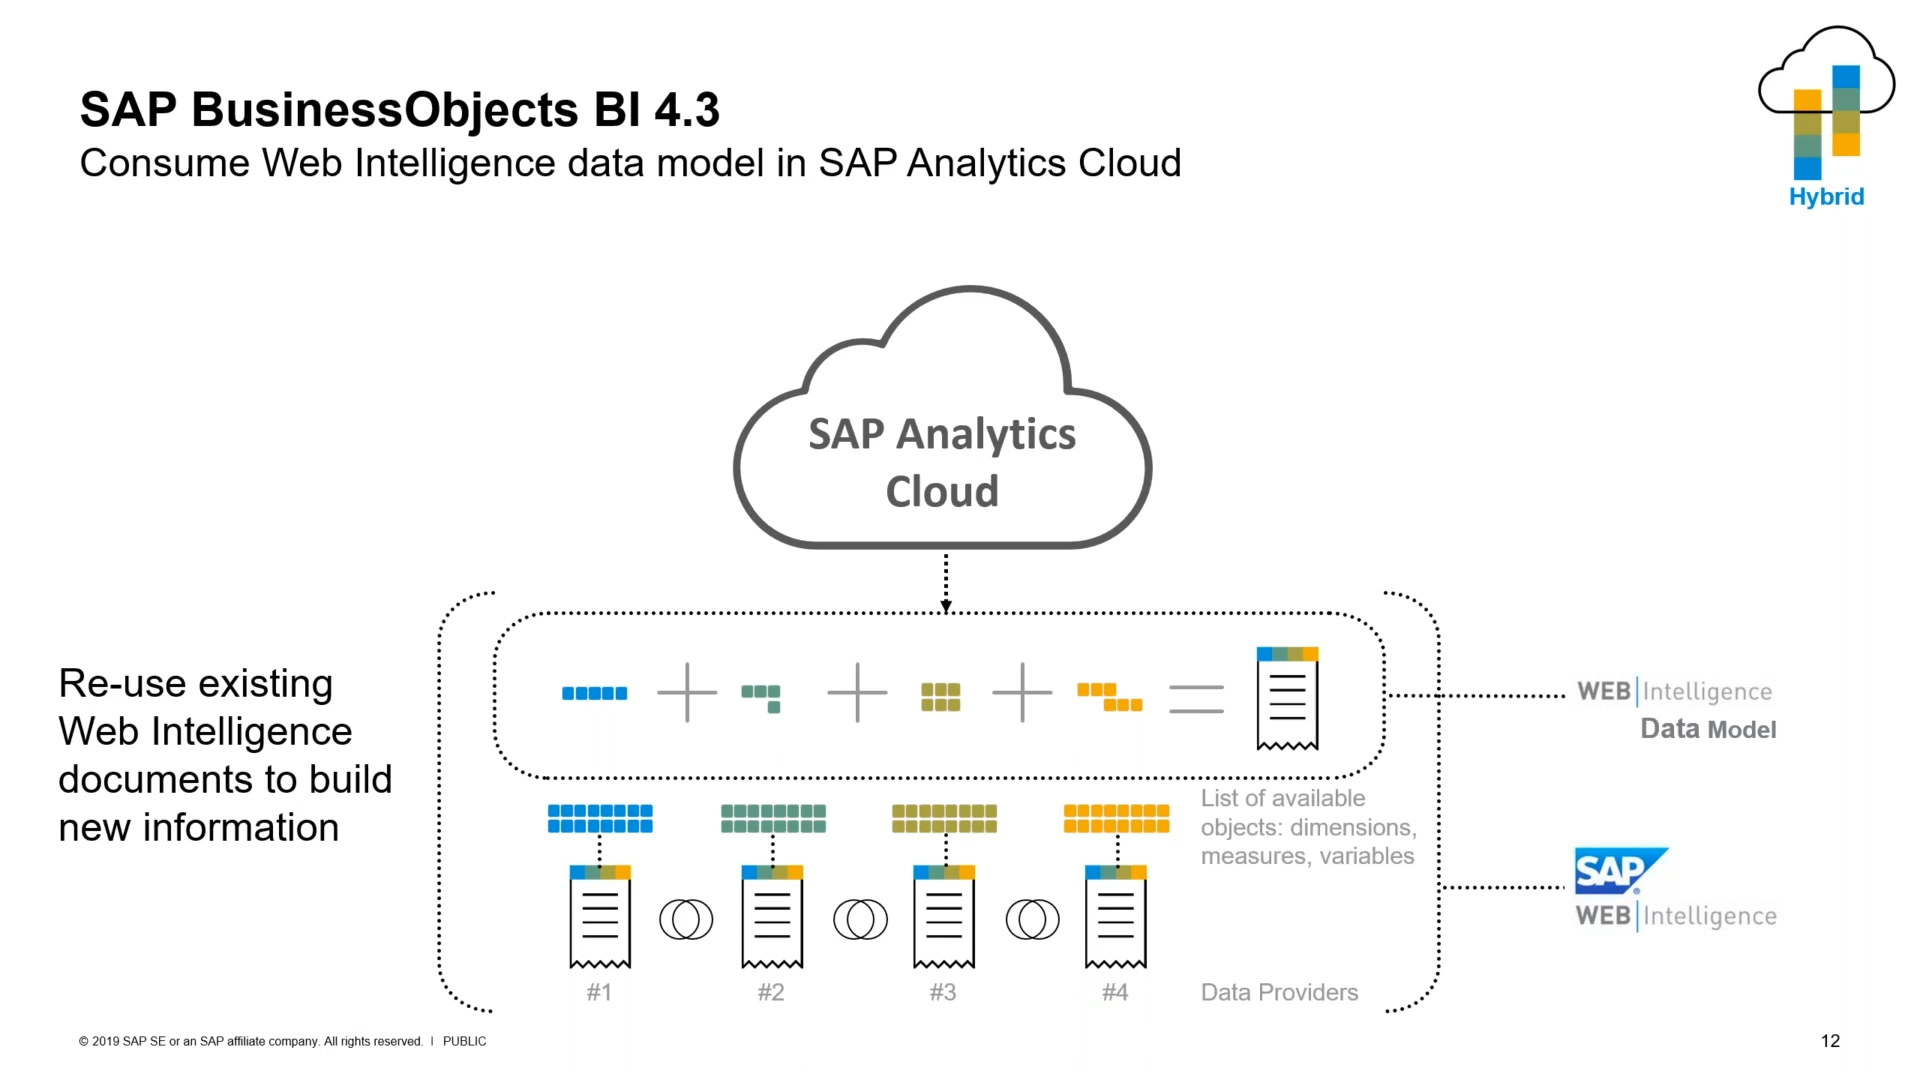 SAP BusinessObjects BI 4.3
Consume Web Intelligence data model in SAP Analytics Cloud
Hybrid
SAP Analytics
Cloud
Re-use existing
Web Intelligence
documents to build
new information
WEB Intelligence
Data Model
List of available
objects: dimensions,
measures, variables
SAP
WEB Intelligence
#1 #2 #3 #4 Data Providers
© 2019 SAP SE or an SAP affiliate company. All rights reserved. | PUBLIC
12